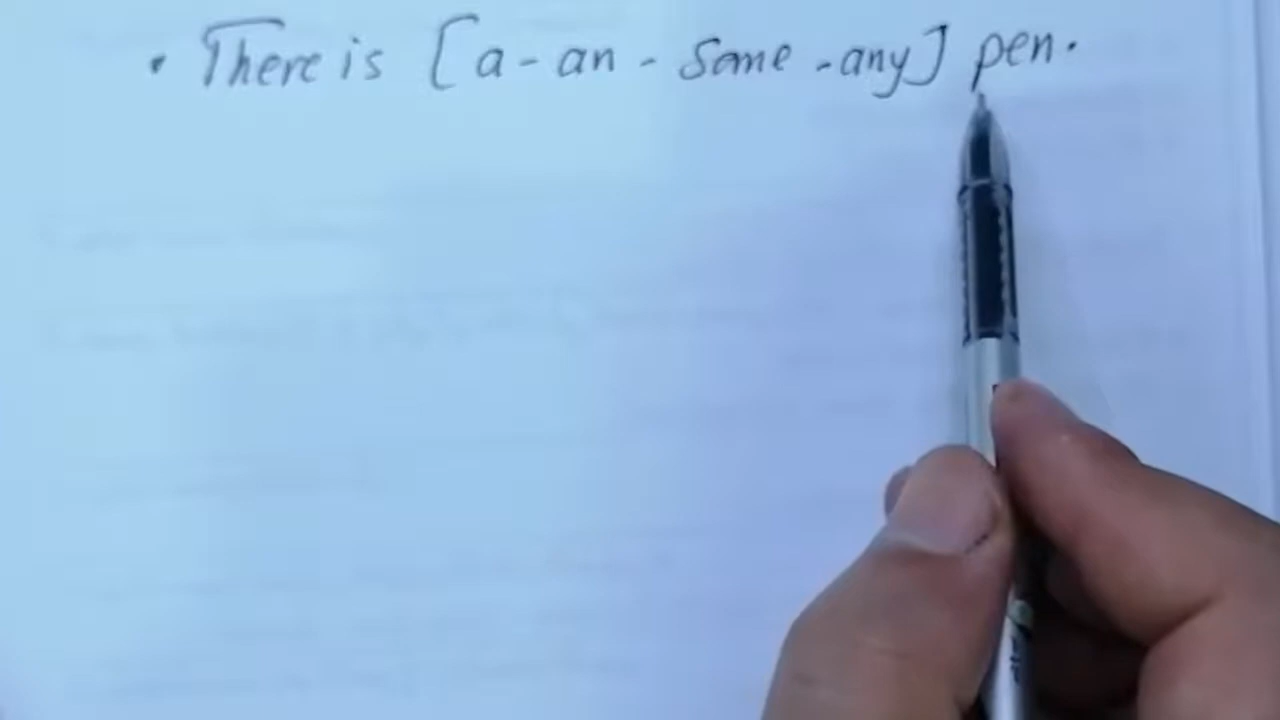 • There is [a - an - some - any] pen.